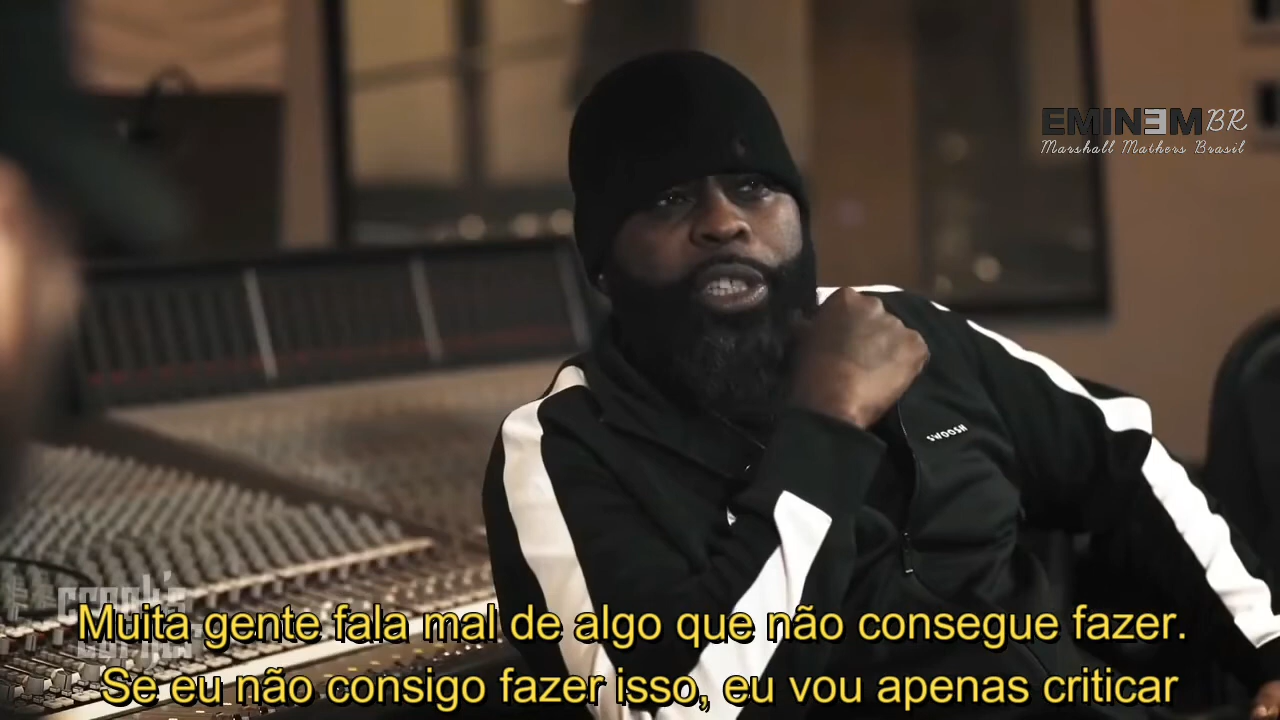 EMINEMBR
Marshall Mathers Brasil
SWOOSH
Muita gente fala mal de algo que não consegue fazer.
Se eu não consigo fazer isso, eu vou apenas criticar